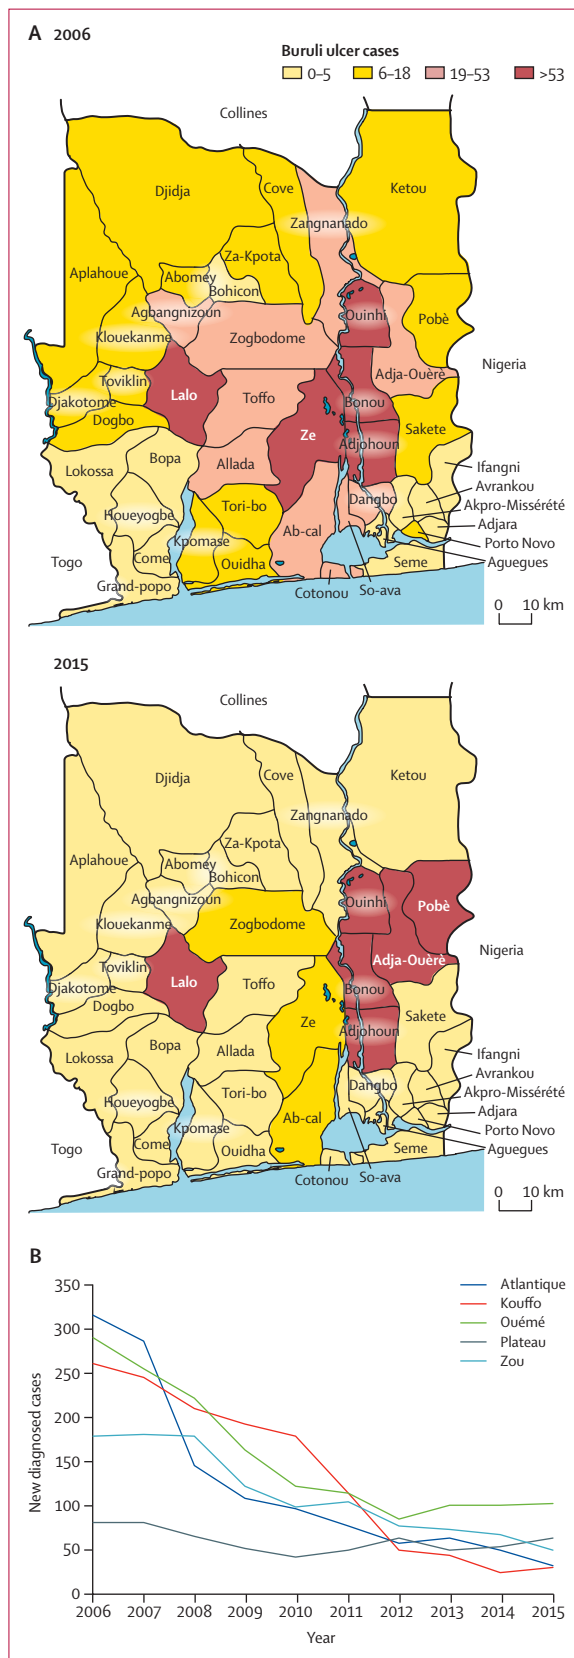 A 2006
Buruli ulcer cases
0–5 6–18 19–53 >53
Collines
Djidja
Cove
Ketou
Zangnanado
Za-Kpota
Aplahoue
Abomey
Bohicon
Agbangnizoun
Ouinhi
Pobè
Klouekanme
Zogbodome
Nigeria
Adja-Ouèrè
Toviklin
Lalo
Toffo
Djakotome
Bonou
Dogbo
Sakete
Ze
Adjohoun
Lokossa
Bopa
Allada
Ifangni
Avrankou
Dangbo
Akpro-Missérété
Tori-bo
Houeyogbe
Adjara
Ab-cal
Kpomase
Porto Novo
Togo
Come
Ouidha
Seme
Aguegues
Grand-popo
Cotonou
So-ava
0 10 km
2015
Collines
Djidja
Cove
Ketou
Zangnanado
Za-Kpota
Aplahoue
Abomey
Bohicon
Agbangnizoun
Ouinhi
Pobè
Klouekanme
Zogbodome
Nigeria
Adja-Ouèrè
Toviklin
Lalo
Toffo
Djakotome
Bonou
Dogbo
Sakete
Ze
Adjohoun
Lokossa
Bopa
Allada
Ifangni
Avrankou
Dangbo
Akpro-Missérété
Tori-bo
Houeyogbe
Adjara
Ab-cal
Kpomase
Porto Novo
Togo
Come
Ouidha
Seme
Aguegues
Grand-popo
Cotonou
So-ava
0 10 km
B
350
300
250
200
150
100
50
0
New diagnosed cases
Atlantique
Kouffo
Ouémé
Plateau
Zou
2006 2007 2008 2009 2010 2011 2012 2013 2014 2015
Year